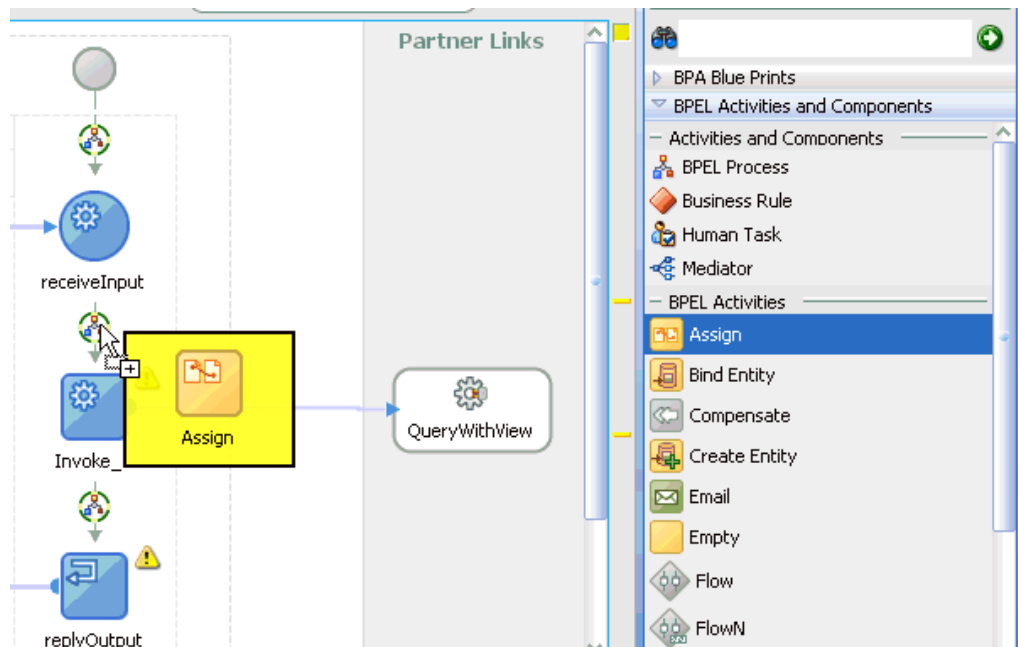 Partner Links
receiveInput
Assign
Invoke_
QueryWithView
replyOutput
BPA Blue Prints
BPEL Activities and Components
Activities and Components
BPEL Process
Business Rule
Human Task
Mediator
BPEL Activities
Assign
Bind Entity
Compensate
Create Entity
Email
Empty
Flow
FlowN